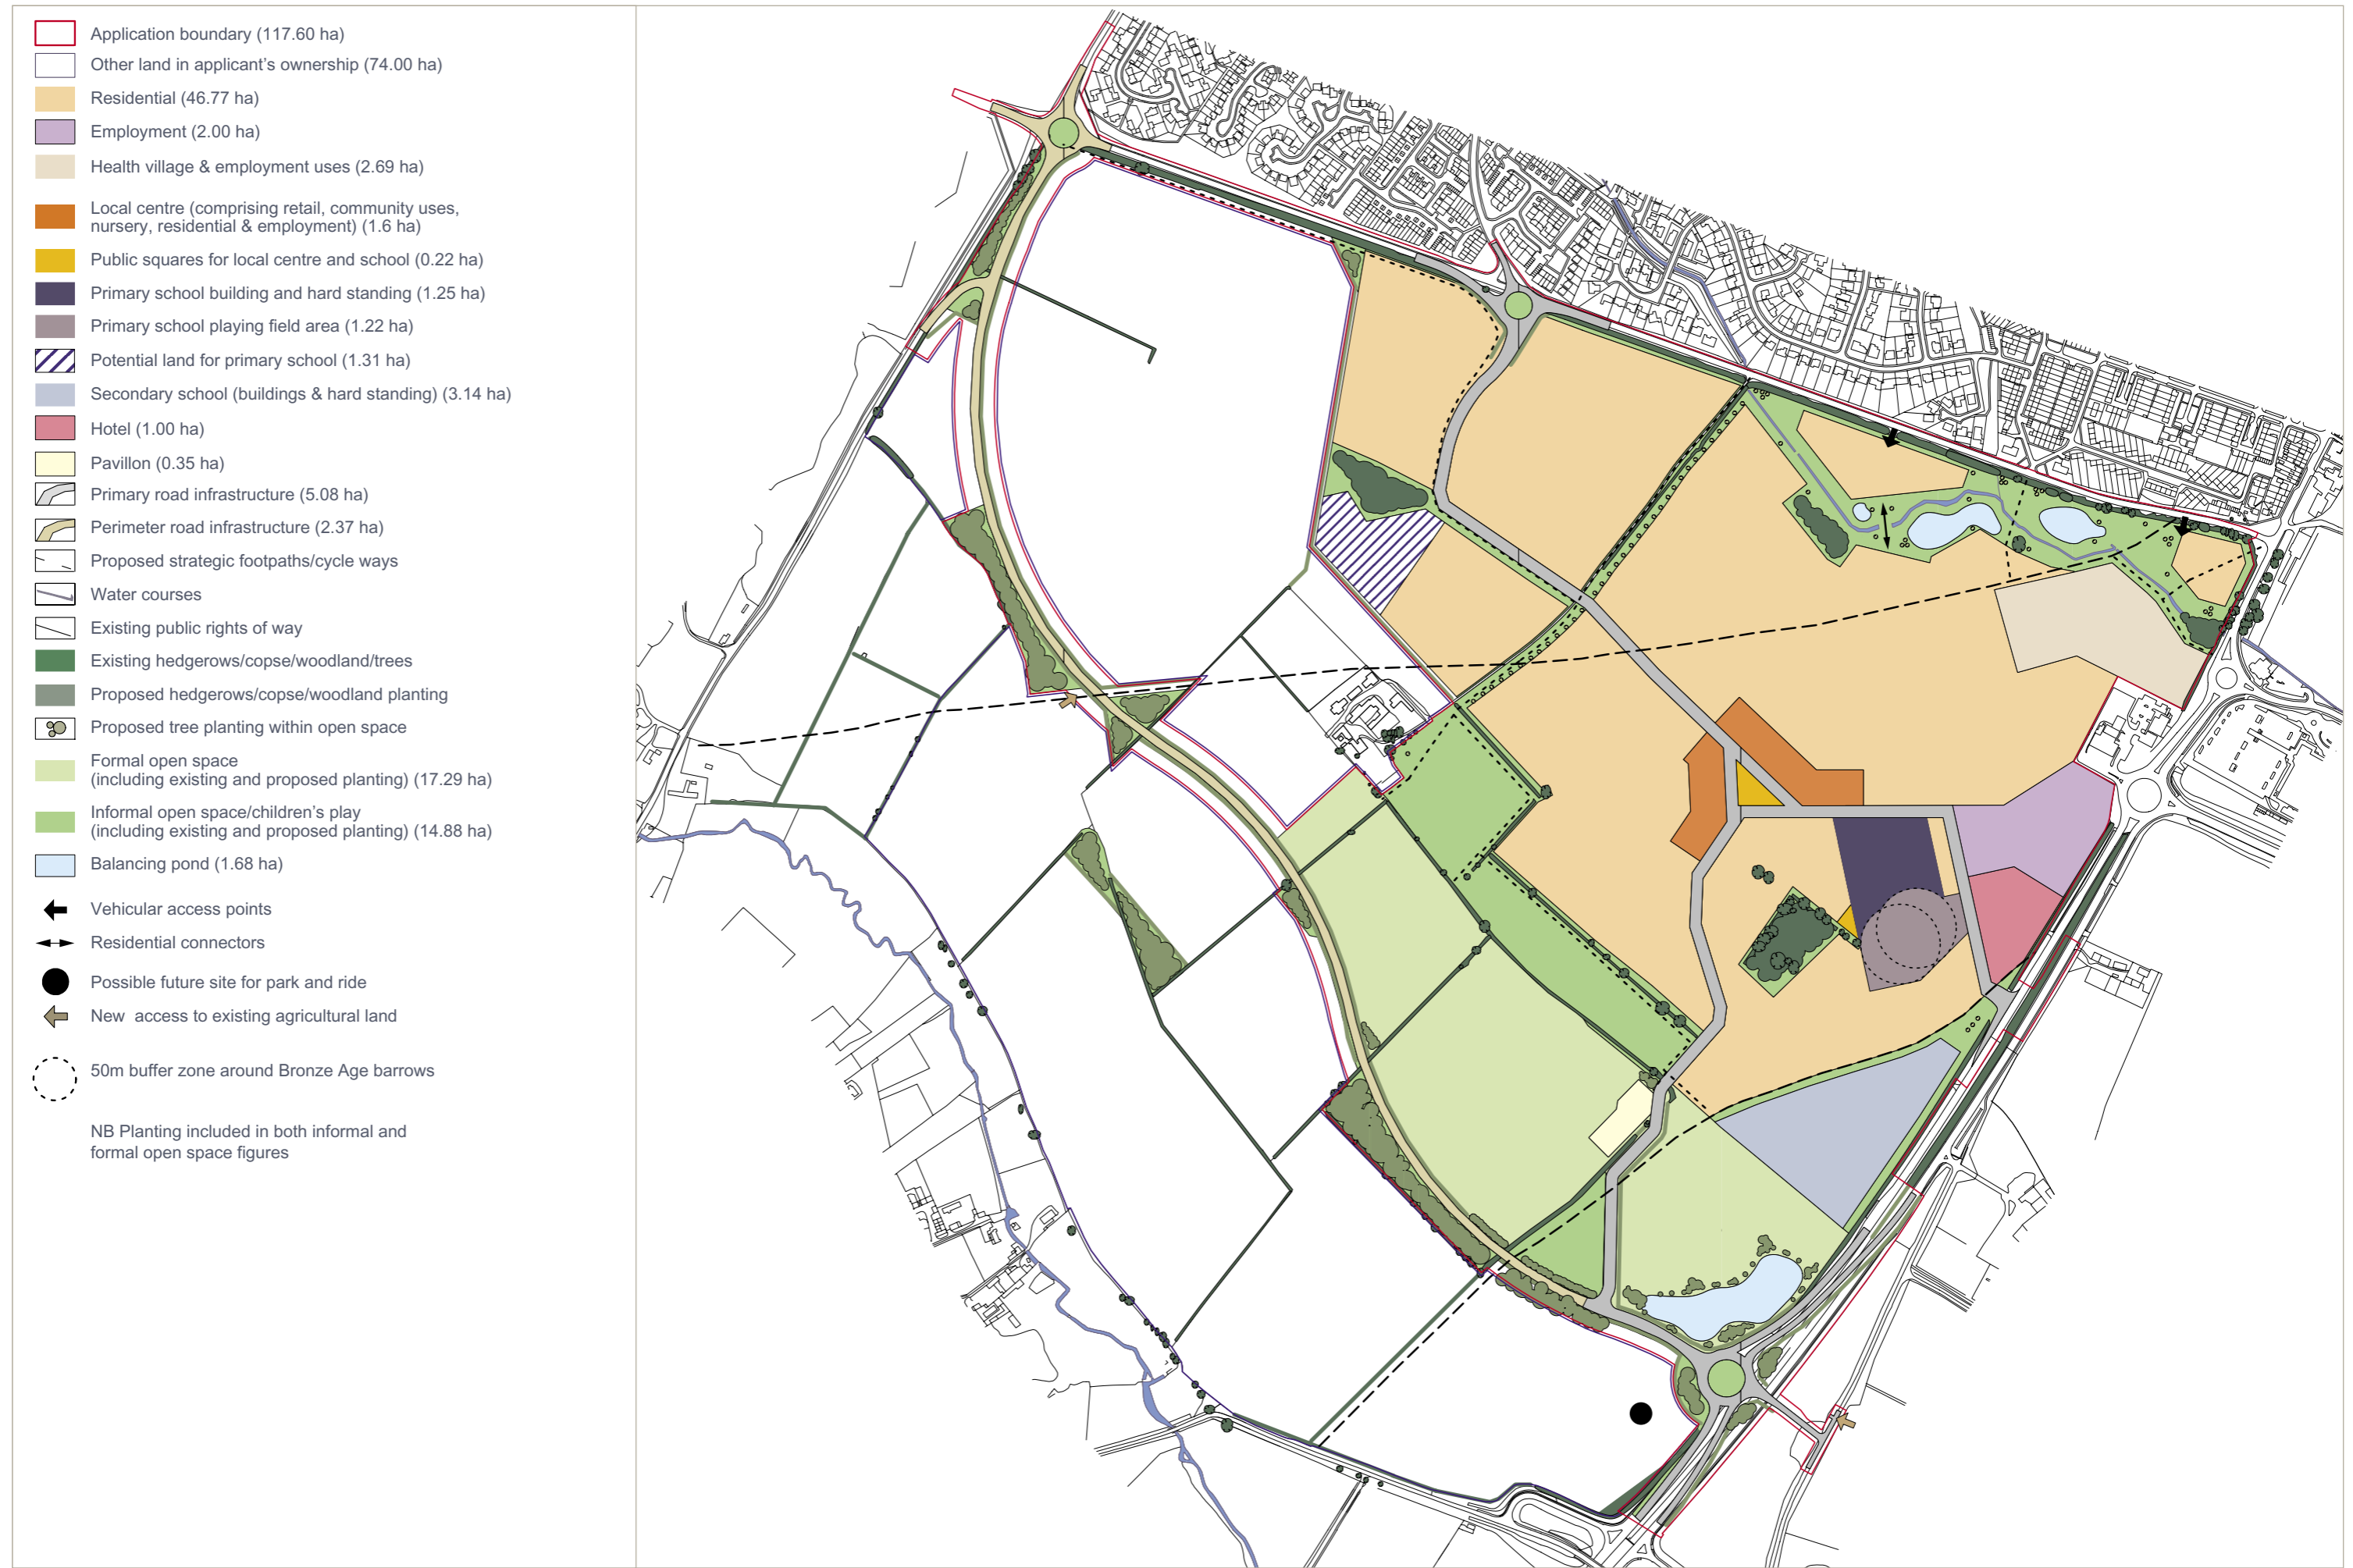 Application boundary (117.60 ha)
Other land in applicant's ownership (74.00 ha)
Residential (46.77 ha)
Employment (2.00 ha)
Health village & employment uses (2.69 ha)
Local centre (comprising retail, community uses,
nursery, residential & employment) (1.6 ha)
Public squares for local centre and school (0.22 ha)
Primary school building and hard standing (1.25 ha)
Primary school playing field area (1.22 ha)
Potential land for primary school (1.31 ha)
Secondary school (buildings & hard standing) (3.14 ha)
Hotel (1.00 ha)
Pavillon (0.35 ha)
Primary road infrastructure (5.08 ha)
Perimeter road infrastructure (2.37 ha)
Proposed strategic footpaths/cycle ways
Water courses
Existing public rights of way
Existing hedgerows/copse/woodland/trees
Proposed hedgerows/copse/woodland planting
Proposed tree planting within open space
Formal open space
(including existing and proposed planting) (17.29 ha)
Informal open space/children's play
(including existing and proposed planting) (14.88 ha)
Balancing pond (1.68 ha)
Vehicular access points
Residential connectors
Possible future site for park and ride
New access to existing agricultural land
50m buffer zone around Bronze Age barrows
NB Planting included in both informal and
formal open space figures